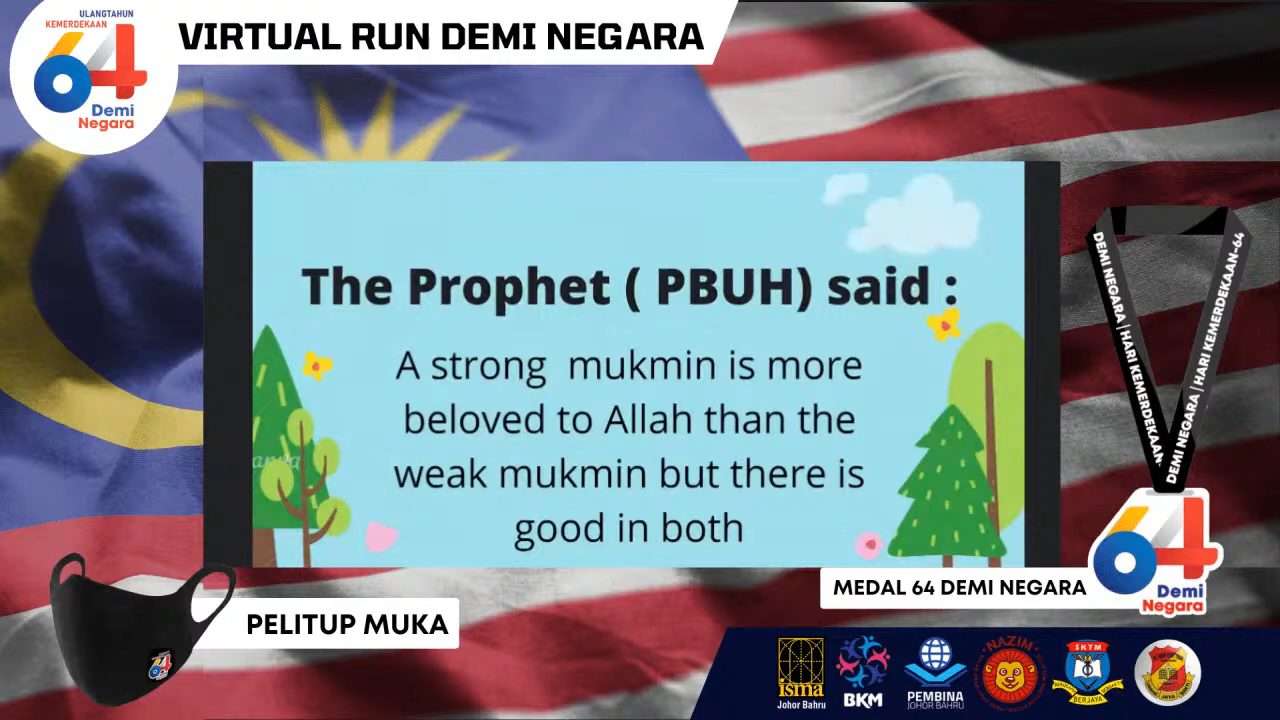 ULANGTAHUN
KEMERDEKAAN
64
Demi
Negara
VIRTUAL RUN DEMI NEGARA
The Prophet ( PBUH) said :
A strong mukmin is more
beloved to Allah than the
weak mukmin but there is
good in both
DEMI NEGARA | HARI KEMERDEKAAN-
DEMI NEGARA | HARI KEMERDEKAAN-64
64
Demi
Negara
MEDAL 64 DEMI NEGARA
64
PELITUP MUKA
isma
Johor Bahru
BKM
PEMBINA
JOHOR BAHRU
NAZIM
SKTM
BERJAYA